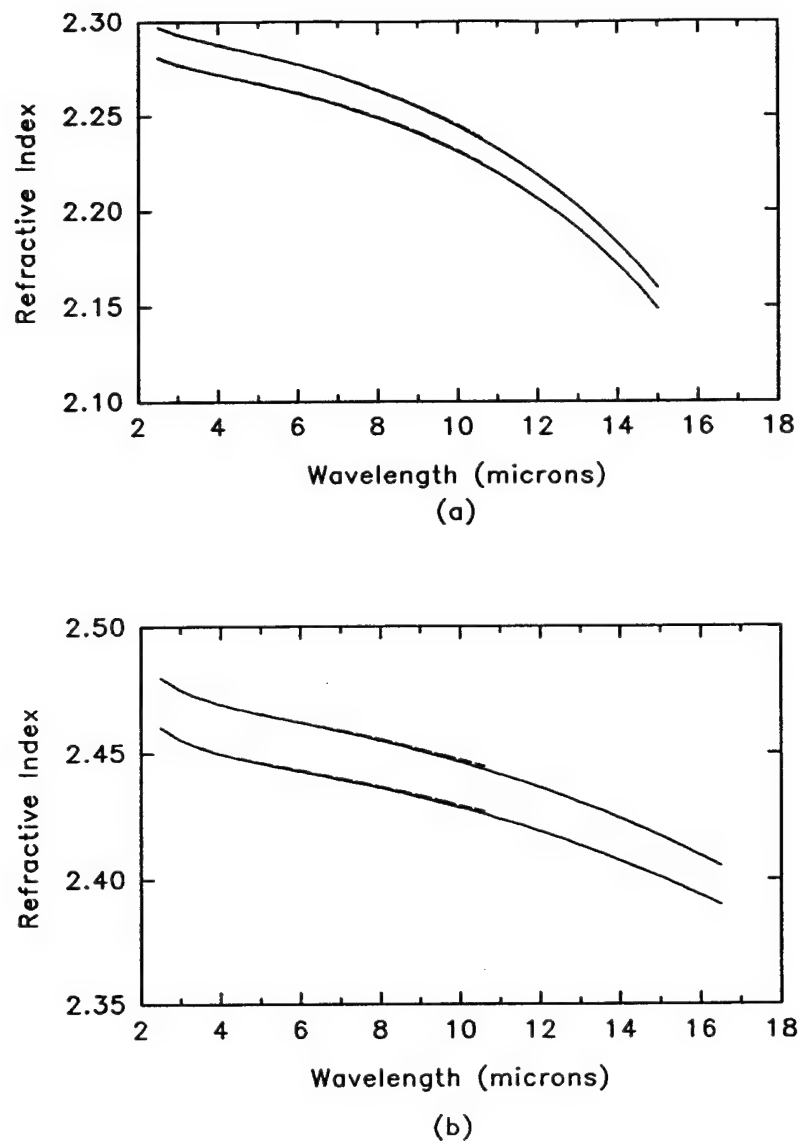 2.30
2.25
2.20
2.15
2.10
Refractive Index
2 4 6 8 10 12 14 16 18
Wavelength (microns)
(a)
2.50
2.45
2.40
2.35
Refractive Index
2 4 6 8 10 12 14 16 18
Wavelength (microns)
(b)